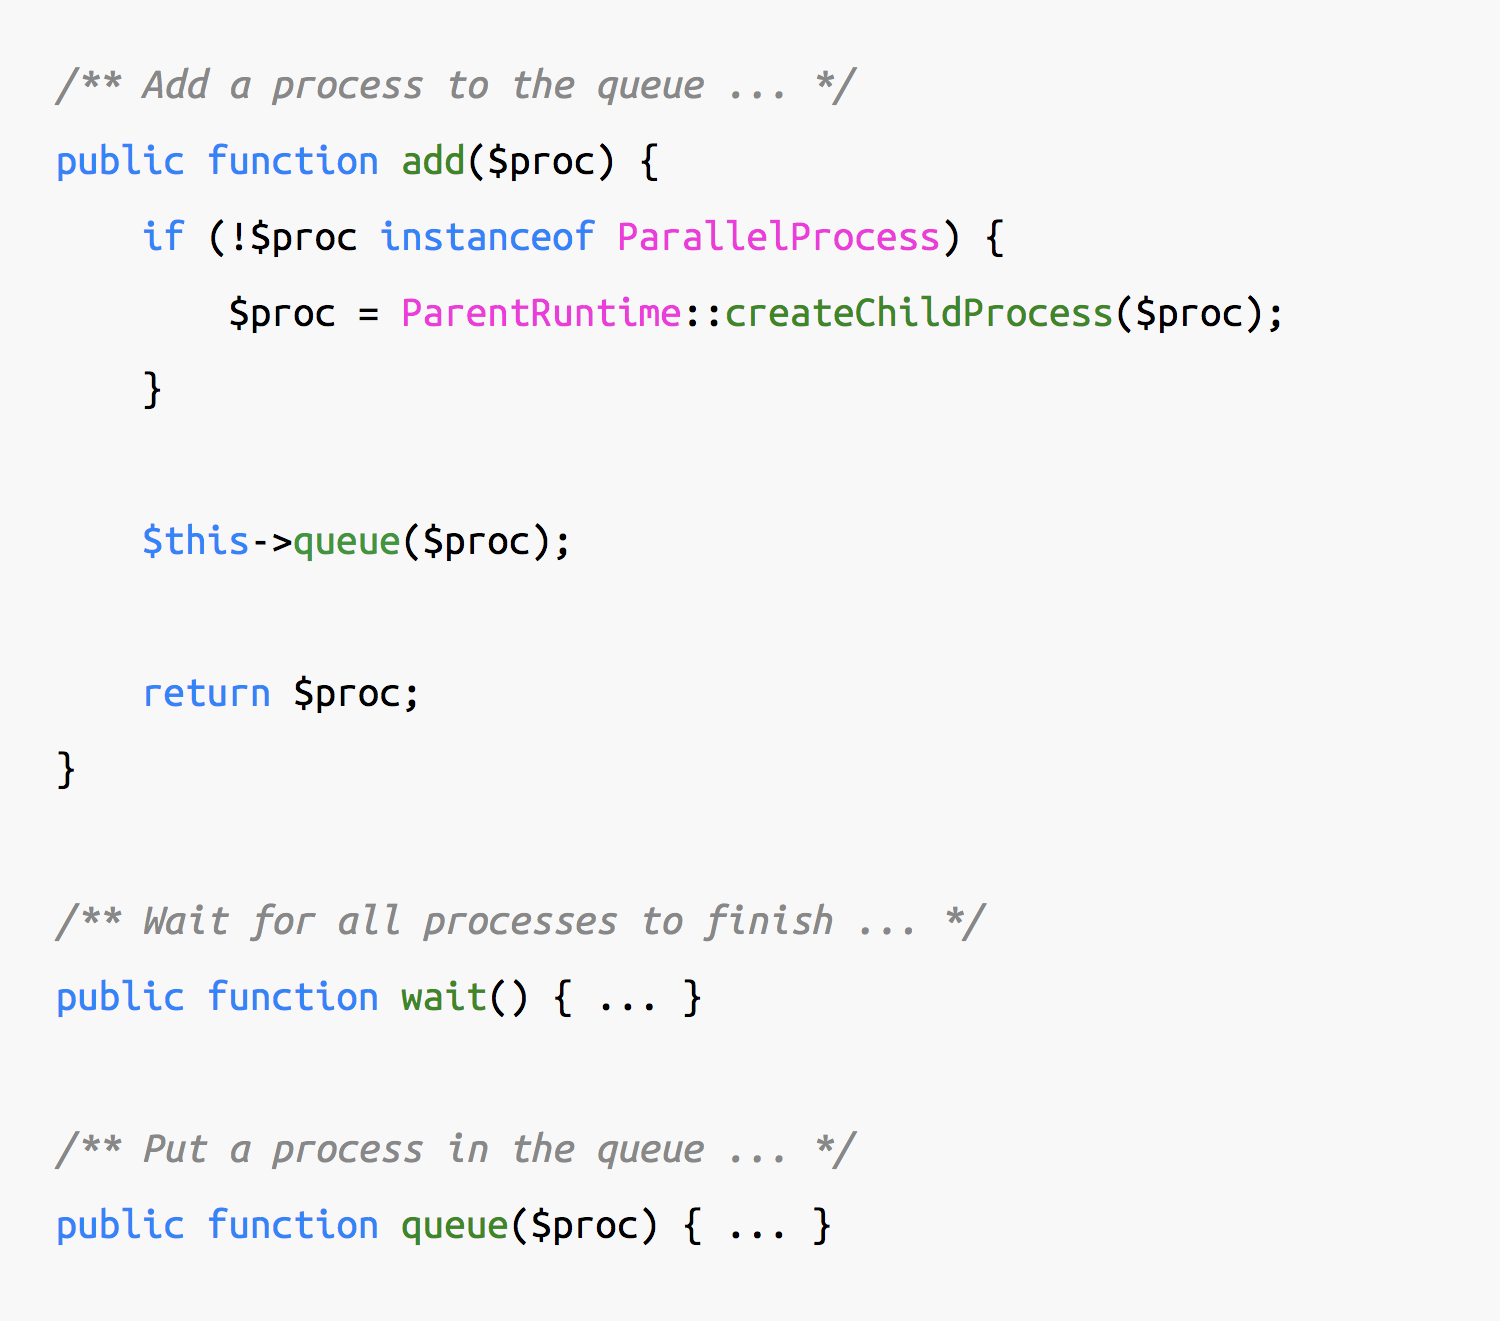 /** Add a process to the queue ... */
public function add($proc) {
    if (!$proc instanceof ParallelProcess) {
        $proc = ParentRuntime::createChildProcess($proc);
    }

    $this->queue($proc);

    return $proc;
}

/** Wait for all processes to finish ... */
public function wait() { ... }

/** Put a process in the queue ... */
public function queue($proc) { ... }